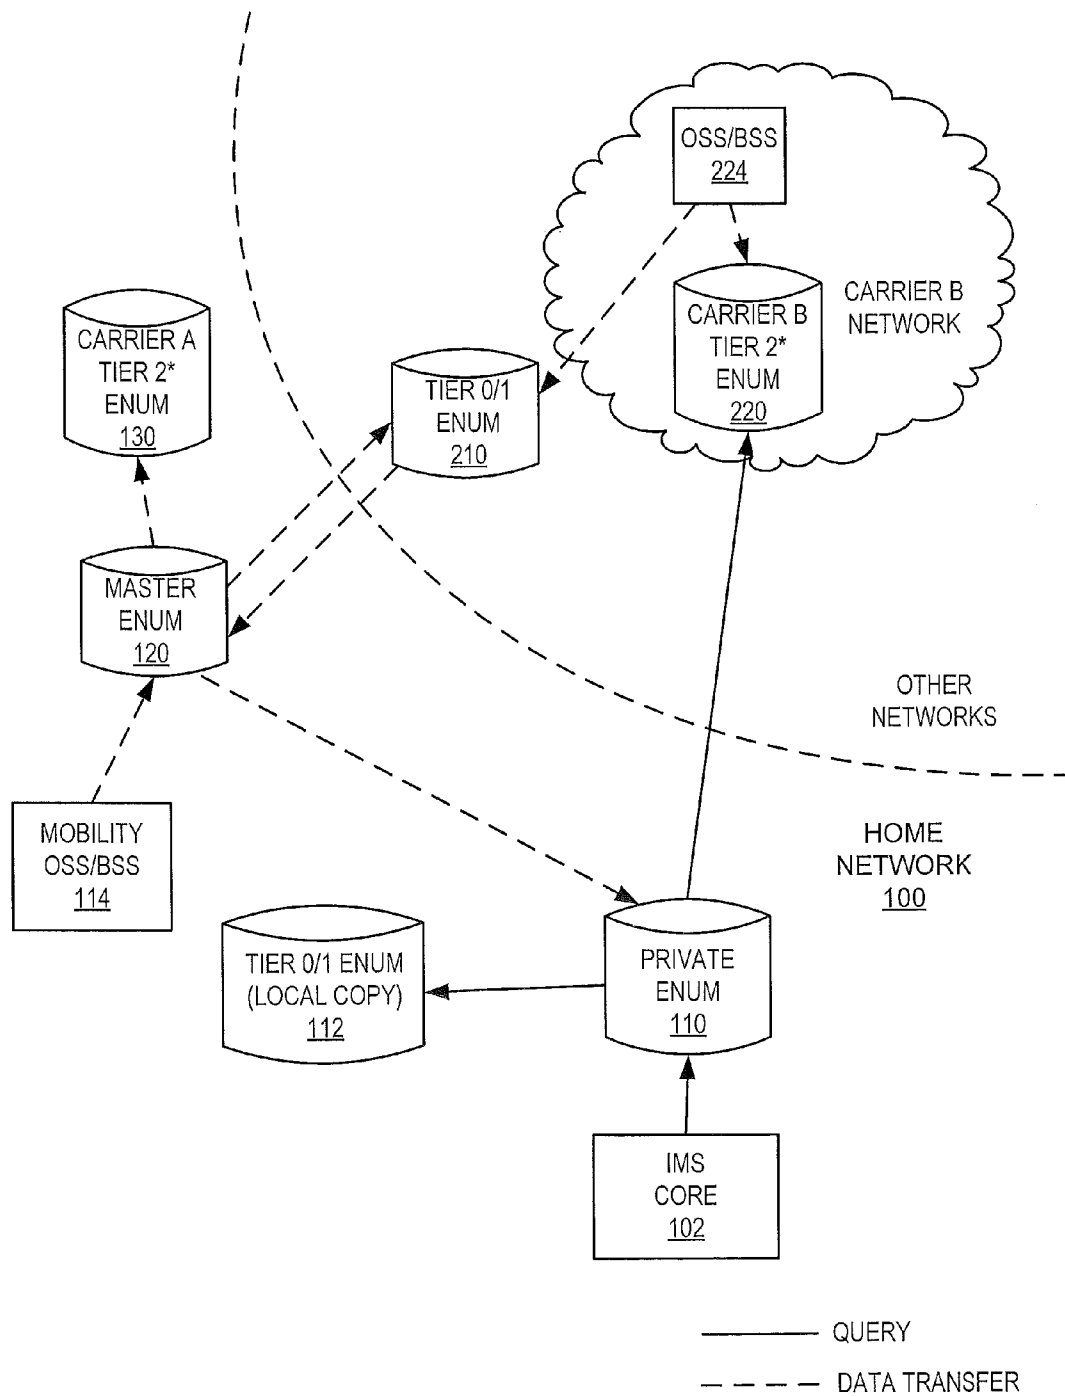 OSS/BSS
224
CARRIER B
TIER 2*
ENUM
220
CARRIER B
NETWORK
CARRIER A
TIER 2*
ENUM
130
TIER 0/1
ENUM
210
MASTER
ENUM
120
OTHER
NETWORKS
MOBILITY
OSS/BSS
114
HOME
NETWORK
100
TIER 0/1 ENUM
(LOCAL COPY)
112
PRIVATE
ENUM
110
IMS
CORE
102
QUERY
DATA TRANSFER